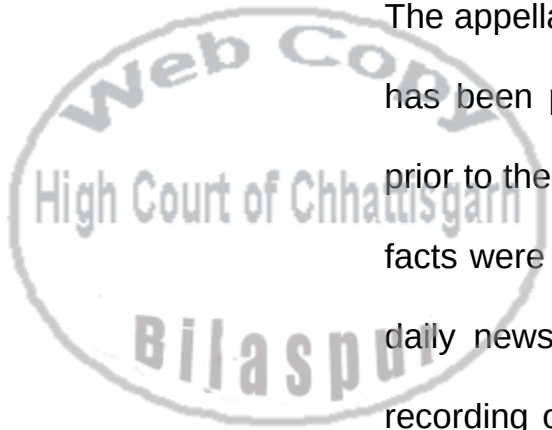 The appella
Web Copy
has been p
prior to the
High Court of Chhattisgarh
facts were
Bilaspur
daily news
recording o